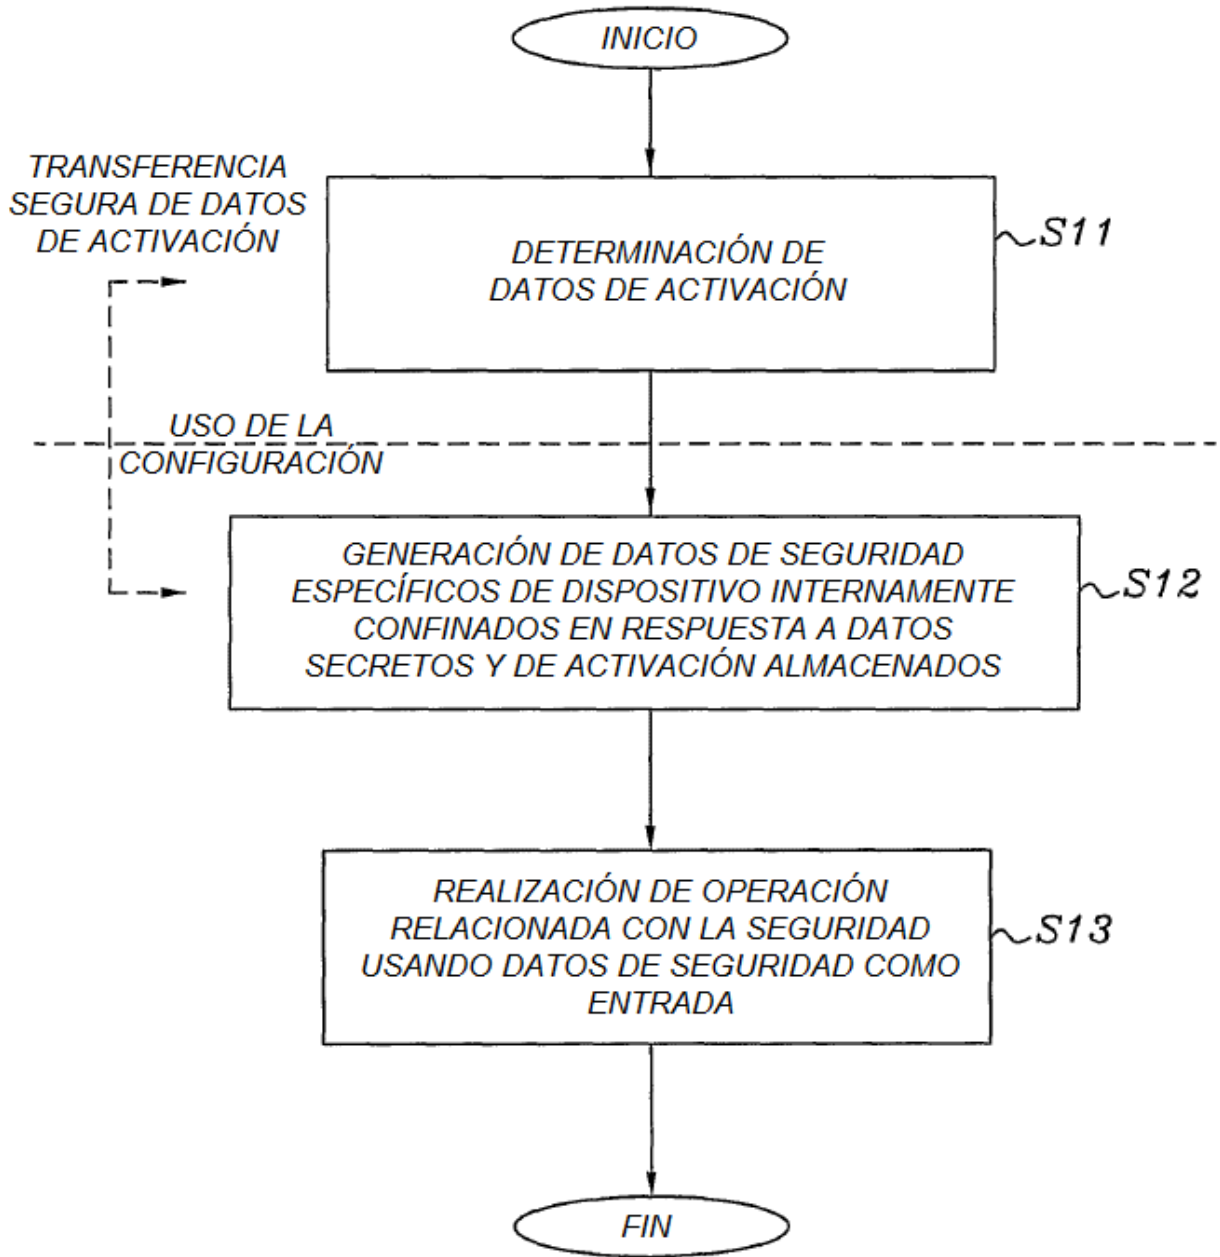 INICIO
TRANSFERENCIA
SEGURA DE DATOS
DE ACTIVACIÓN
DETERMINACIÓN DE
DATOS DE ACTIVACIÓN
S11
USO DE LA
CONFIGURACIÓN
GENERACIÓN DE DATOS DE SEGURIDAD
ESPECÍFICOS DE DISPOSITIVO INTERNAMENTE
CONFINADOS EN RESPUESTA A DATOS
SECRETOS Y DE ACTIVACIÓN ALMACENADOS
S12
REALIZACIÓN DE OPERACIÓN
RELACIONADA CON LA SEGURIDAD
USANDO DATOS DE SEGURIDAD COMO
ENTRADA
S13
FIN